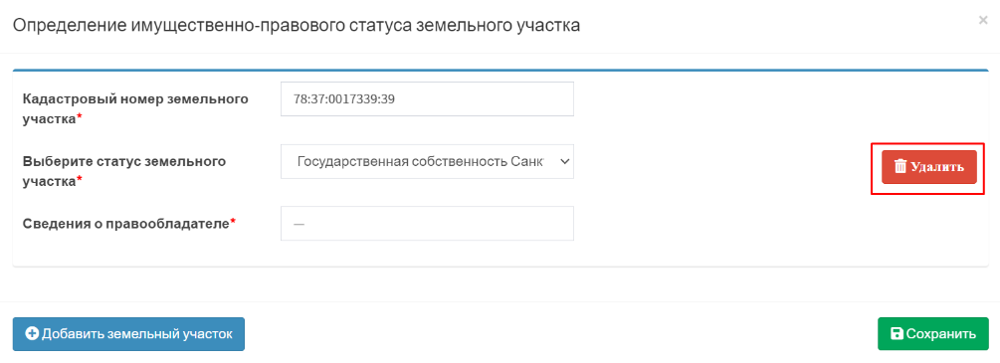 Определение имущественно-правового статуса земельного участка
×
Кадастровый номер земельного
участка*
78:37:0017339:39
Выберите статус земельного
участка*
Государственная собственность Санк
Удалить
Сведения о правообладателе*
—
Добавить земельный участок
Сохранить